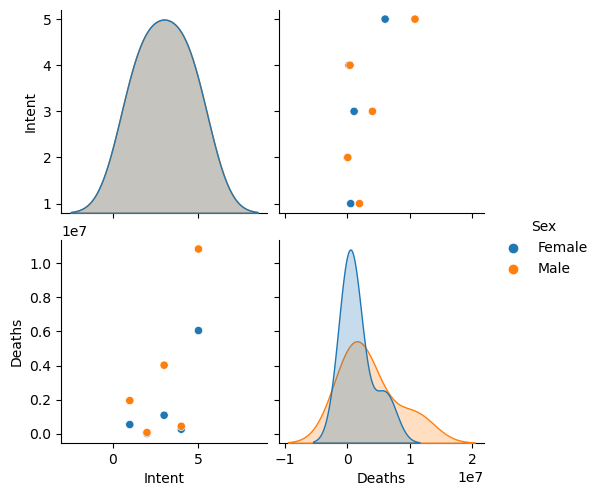 5
4
3
2
1
Intent
1e7
1.0
0.8
0.6
0.4
0.2
0.0
Deaths
0
5
Intent
−1
0
1
2
1e7
Deaths
Sex
Female
Male